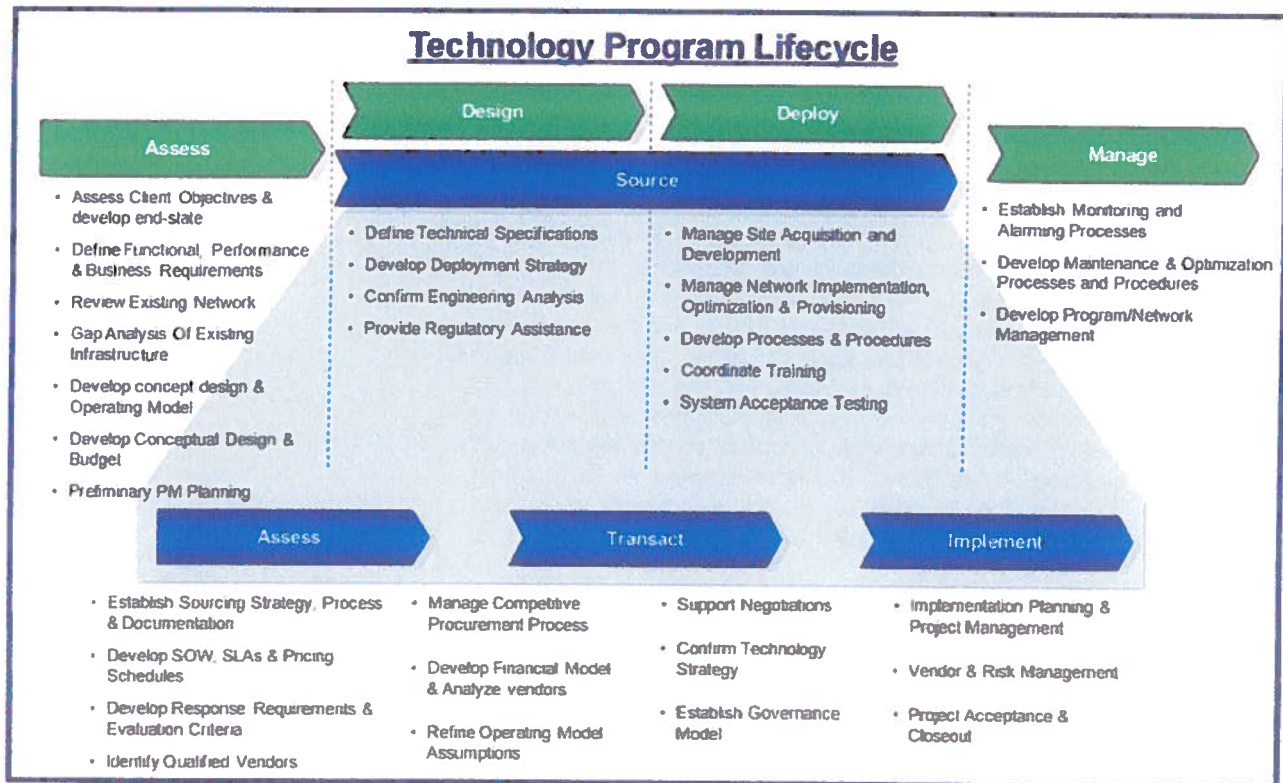 Technology Program Lifecycle
Design
Deploy
Assess
Manage
Source
• Assess Client Objectives &
develop end-state
• Define Functional, Performance
& Business Requirements
• Review Existing Network
• Gap Analysis Of Existing
Infrastructure
• Develop concept design &
Operating Model
• Develop Conceptual Design &
Budget
• Preliminary PM Planning
• Define Technical Specifications
• Develop Deployment Strategy
• Confirm Engineering Analysis
• Provide Regulatory Assistance
• Manage Site Acquisition and
Development
• Manage Network Implementation,
Optimization & Provisioning
• Develop Processes & Procedures
• Coordinate Training
• System Acceptance Testing
• Establish Monitoring and
Alarming Processes
• Develop Maintenance & Optimization
Processes and Procedures
• Develop Program/Network
Management
Assess
Transact
Implement
• Establish Sourcing Strategy, Process
& Documentation
• Develop SOW, SLAs & Pricing
Schedules
• Develop Response Requirements &
Evaluation Criteria
• Identify Qualified Vendors
• Manage Competitive
Procurement Process
• Develop Financial Model
& Analyze vendors
• Refine Operating Model
Assumptions
• Support Negotiations
• Confirm Technology
Strategy
• Establish Governance
Model
• Implementation Planning &
Project Management
• Vendor & Risk Management
• Project Acceptance &
Closeout